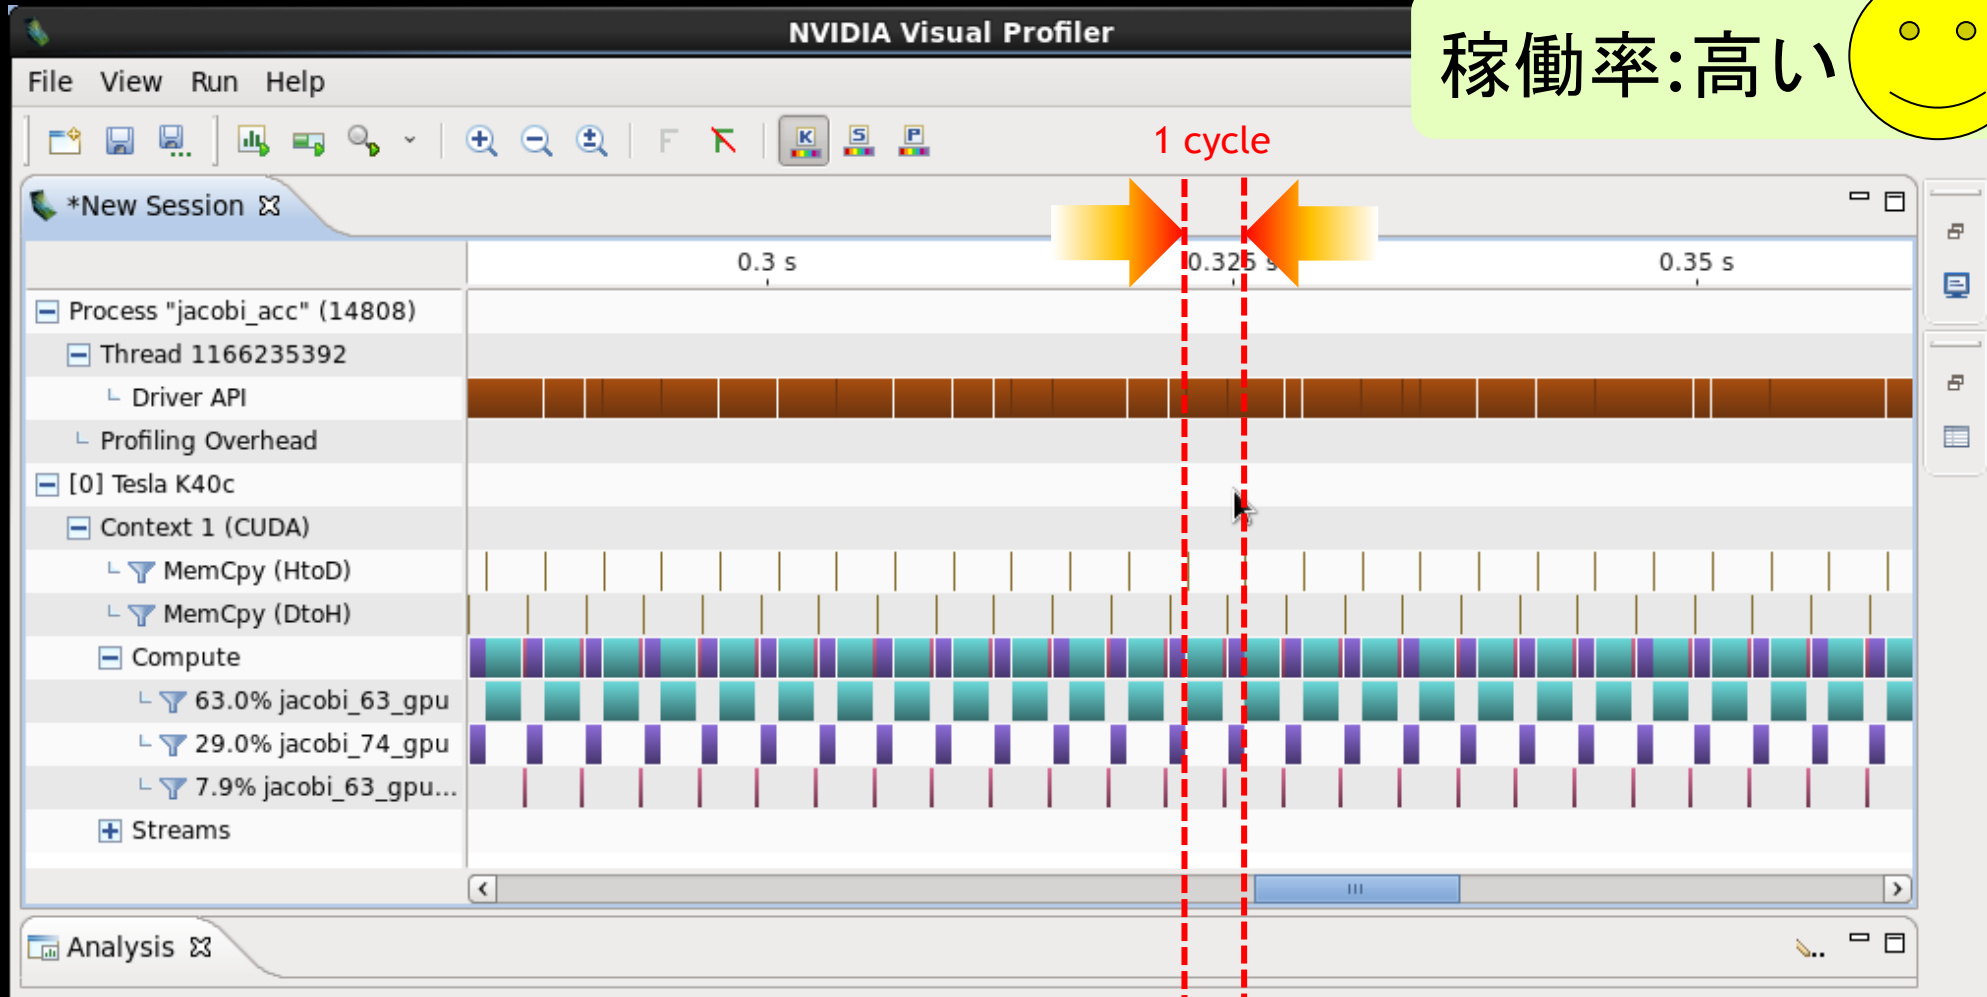 NVIDIA Visual Profiler
稼働率:高い
File View Run Help
F
K S P
1 cycle
*New Session
0.3 s 0.325 s 0.35 s
Process "jacobi_acc" (14808)
Thread 1166235392
Driver API
Profiling Overhead
[0] Tesla K40c
Context 1 (CUDA)
MemCpy (HtoD)
MemCpy (DtoH)
Compute
63.0% jacobi_63_gpu
29.0% jacobi_74_gpu
7.9% jacobi_63_gpu...
Streams
Analysis